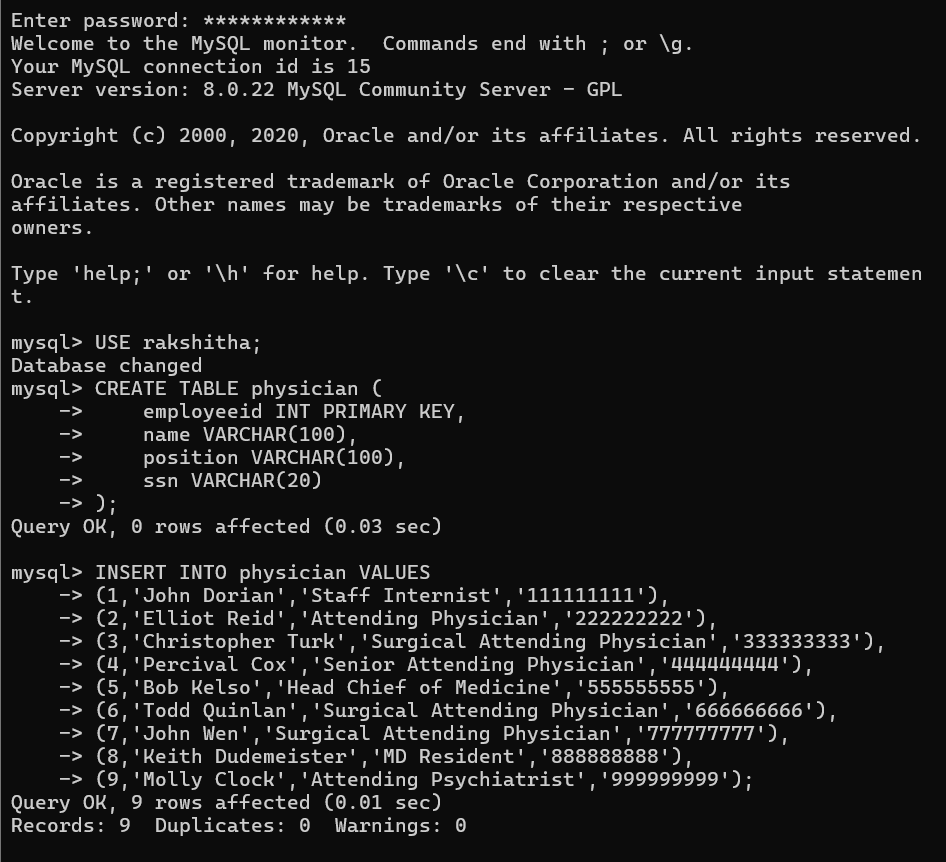 Enter password: ************
Welcome to the MySQL monitor.  Commands end with ; or \g.
Your MySQL connection id is 15
Server version: 8.0.22 MySQL Community Server - GPL

Copyright (c) 2000, 2020, Oracle and/or its affiliates. All rights reserved.

Oracle is a registered trademark of Oracle Corporation and/or its
affiliates. Other names may be trademarks of their respective
owners.

Type 'help;' or '\h' for help. Type '\c' to clear the current input statemen
t.

mysql> USE rakshitha;
Database changed
mysql> CREATE TABLE physician (
    ->     employeeid INT PRIMARY KEY,
    ->     name VARCHAR(100),
    ->     position VARCHAR(100),
    ->     ssn VARCHAR(20)
    -> );
Query OK, 0 rows affected (0.03 sec)

mysql> INSERT INTO physician VALUES
    -> (1,'John Dorian','Staff Internist','111111111'),
    -> (2,'Elliot Reid','Attending Physician','222222222'),
    -> (3,'Christopher Turk','Surgical Attending Physician','333333333'),
    -> (4,'Percival Cox','Senior Attending Physician','444444444'),
    -> (5,'Bob Kelso','Head Chief of Medicine','555555555'),
    -> (6,'Todd Quinlan','Surgical Attending Physician','666666666'),
    -> (7,'John Wen','Surgical Attending Physician','777777777'),
    -> (8,'Keith Dudemeister','MD Resident','888888888'),
    -> (9,'Molly Clock','Attending Psychiatrist','999999999');
Query OK, 9 rows affected (0.01 sec)
Records: 9  Duplicates: 0  Warnings: 0